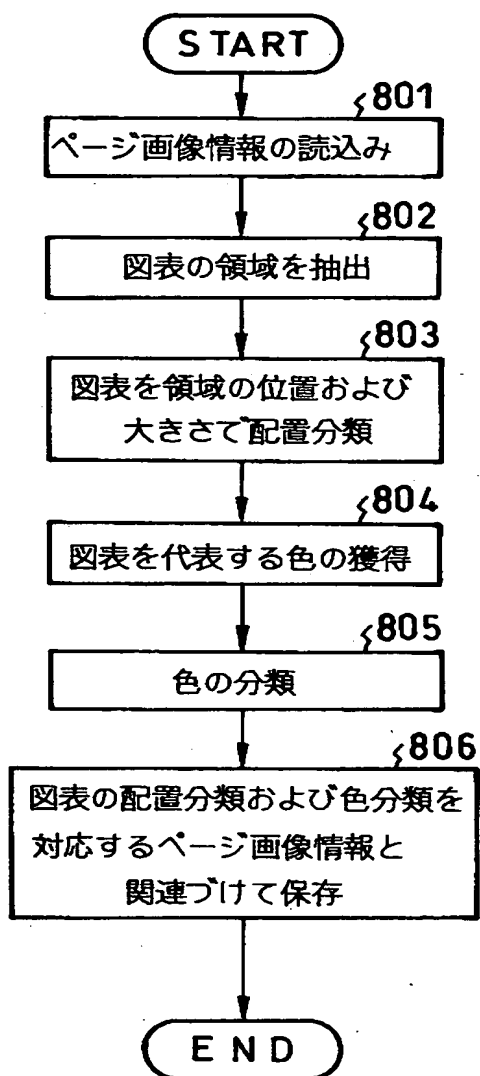 START
801
ページ画像情報の読込み
802
図表の領域を抽出
803
図表を領域の位置および
大きさで配置分類
804
図表を代表する色の獲得
805
色の分類
806
図表の配置分類および色分類を
対応するページ画像情報と
関連づけて保存
END